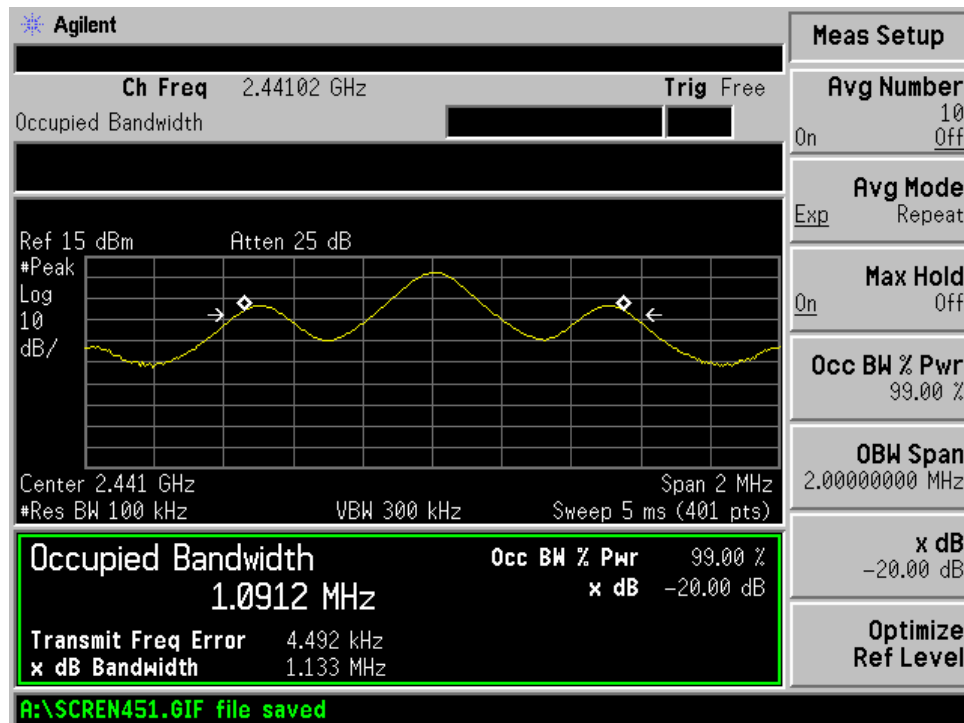 Agilent
Ch Freq 2.44102 GHz Trig Free
Occupied Bandwidth
Ref 15 dBm Atten 25 dB
#Peak
Log
10
dB/
Center 2.441 GHz Span 2 MHz
#Res BW 100 kHz VBW 300 kHz Sweep 5 ms (401 pts)
Occupied Bandwidth Occ BW % Pwr 99.00 %
1.0912 MHz x dB -20.00 dB
Transmit Freq Error 4.492 kHz
x dB Bandwidth 1.133 MHz
A:\SCREN451.GIF file saved
Meas Setup
Avg Number
10
On Off
Avg Mode
Exp Repeat
Max Hold
On Off
Occ BW % Pwr
99.00 %
OBW Span
2.00000000 MHz
x dB
-20.00 dB
Optimize
Ref Level